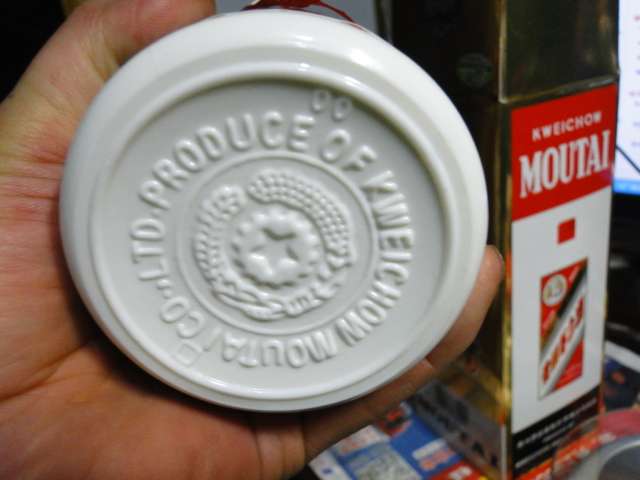 PRODUCE OF KWEICHOW MOUTAI CO., LTD.
KWEICHOW
MOUTAI